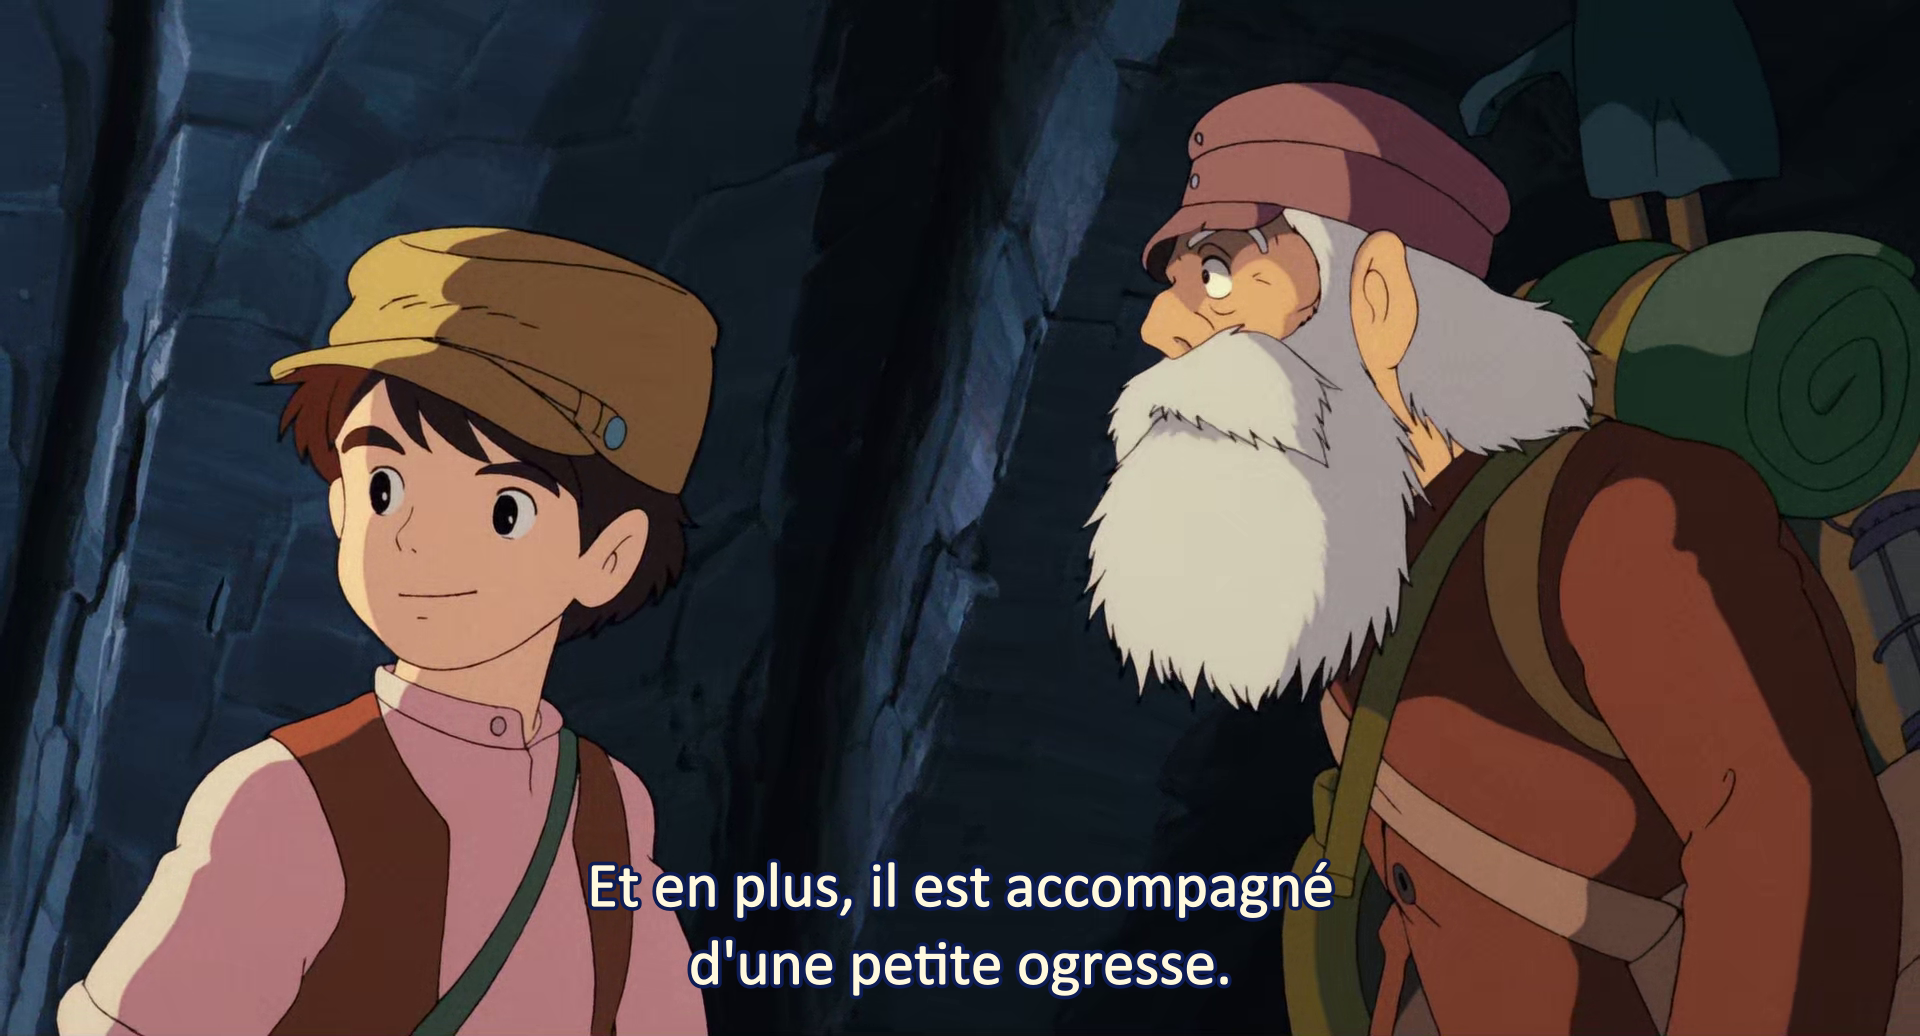 Et en plus, il est accompagné
d'une petite ogresse.